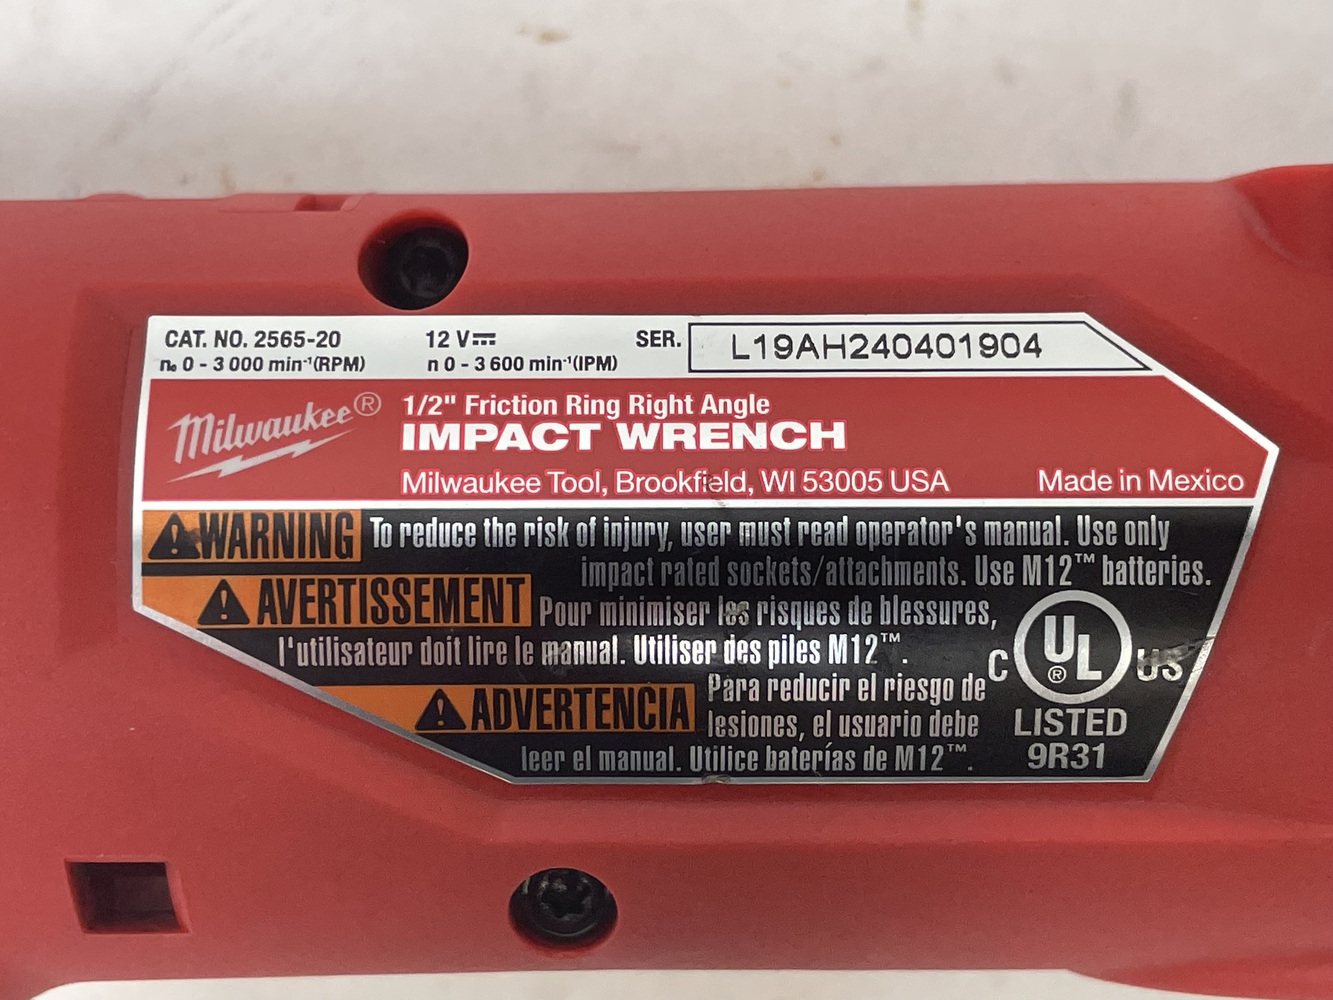 CAT. NO. 2565-20 12 V⎓ SER. L19AH240401904
n₀ 0 - 3 000 min⁻¹(RPM) n 0 - 3 600 min⁻¹(IPM)
Milwaukee®
1/2" Friction Ring Right Angle
IMPACT WRENCH
Milwaukee Tool, Brookfield, WI 53005 USA Made in Mexico
WARNING To reduce the risk of injury, user must read operator's manual. Use only
impact rated sockets/attachments. Use M12™ batteries.
AVERTISSEMENT Pour minimiser les risques de blessures,
l'utilisateur doit lire le manual. Utiliser des piles M12™.
ADVERTENCIA Para reducir el riesgo de
lesiones, el usuario debe
leer el manual. Utilice baterías de M12™.
C UL® US
LISTED
9R31